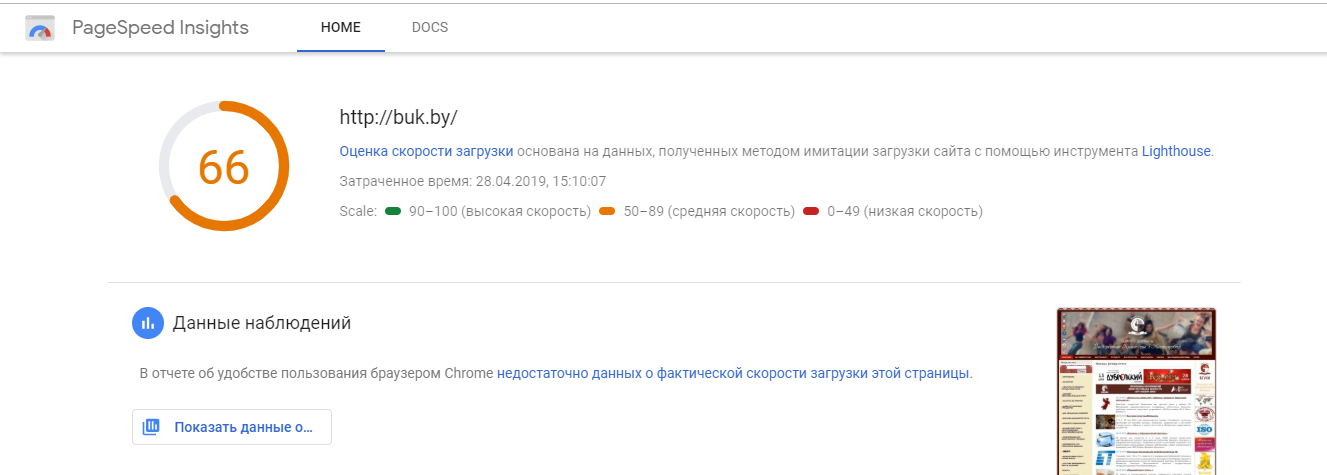 PageSpeed Insights HOME DOCS
66
http://buk.by/
Оценка скорости загрузки основана на данных, полученных методом имитации загрузки сайта с помощью инструмента Lighthouse.
Затраченное время: 28.04.2019, 15:10:07
Scale: 90–100 (высокая скорость) 50–89 (средняя скорость) 0–49 (низкая скорость)
Данные наблюдений
В отчете об удобстве пользования браузером Chrome недостаточно данных о фактической скорости загрузки этой страницы.
Показать данные о…
ISO